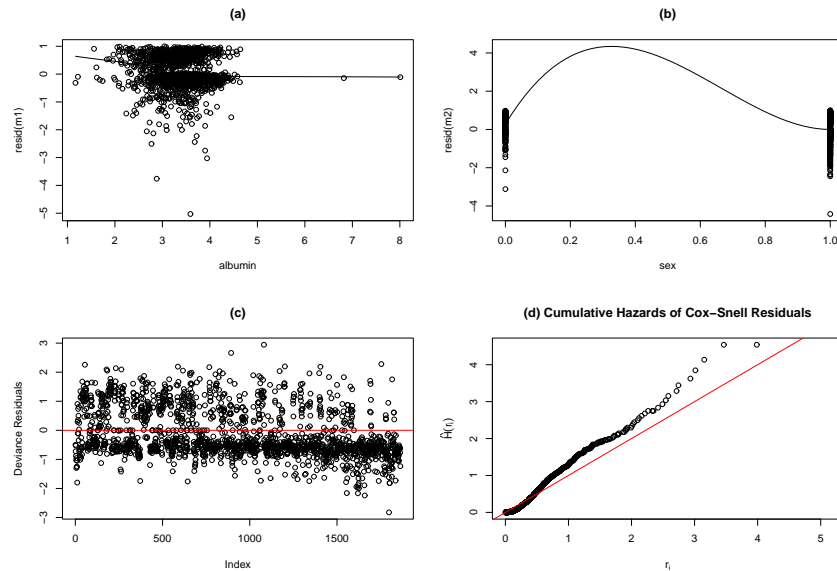 (a)
1
0
−1
−2
−3
−4
−5
resid(m1)
1 2 3 4 5 6 7 8
albumin
(b)
4
2
0
−2
−4
resid(m2)
0.0 0.2 0.4 0.6 0.8 1.0
sex
(c)
3
2
1
0
−1
−2
−3
Deviance Residuals
0 500 1000 1500
Index
(d) Cumulative Hazards of Cox−Snell Residuals
4
3
2
1
0
Ĥ(ri)
0 1 2 3 4 5
ri